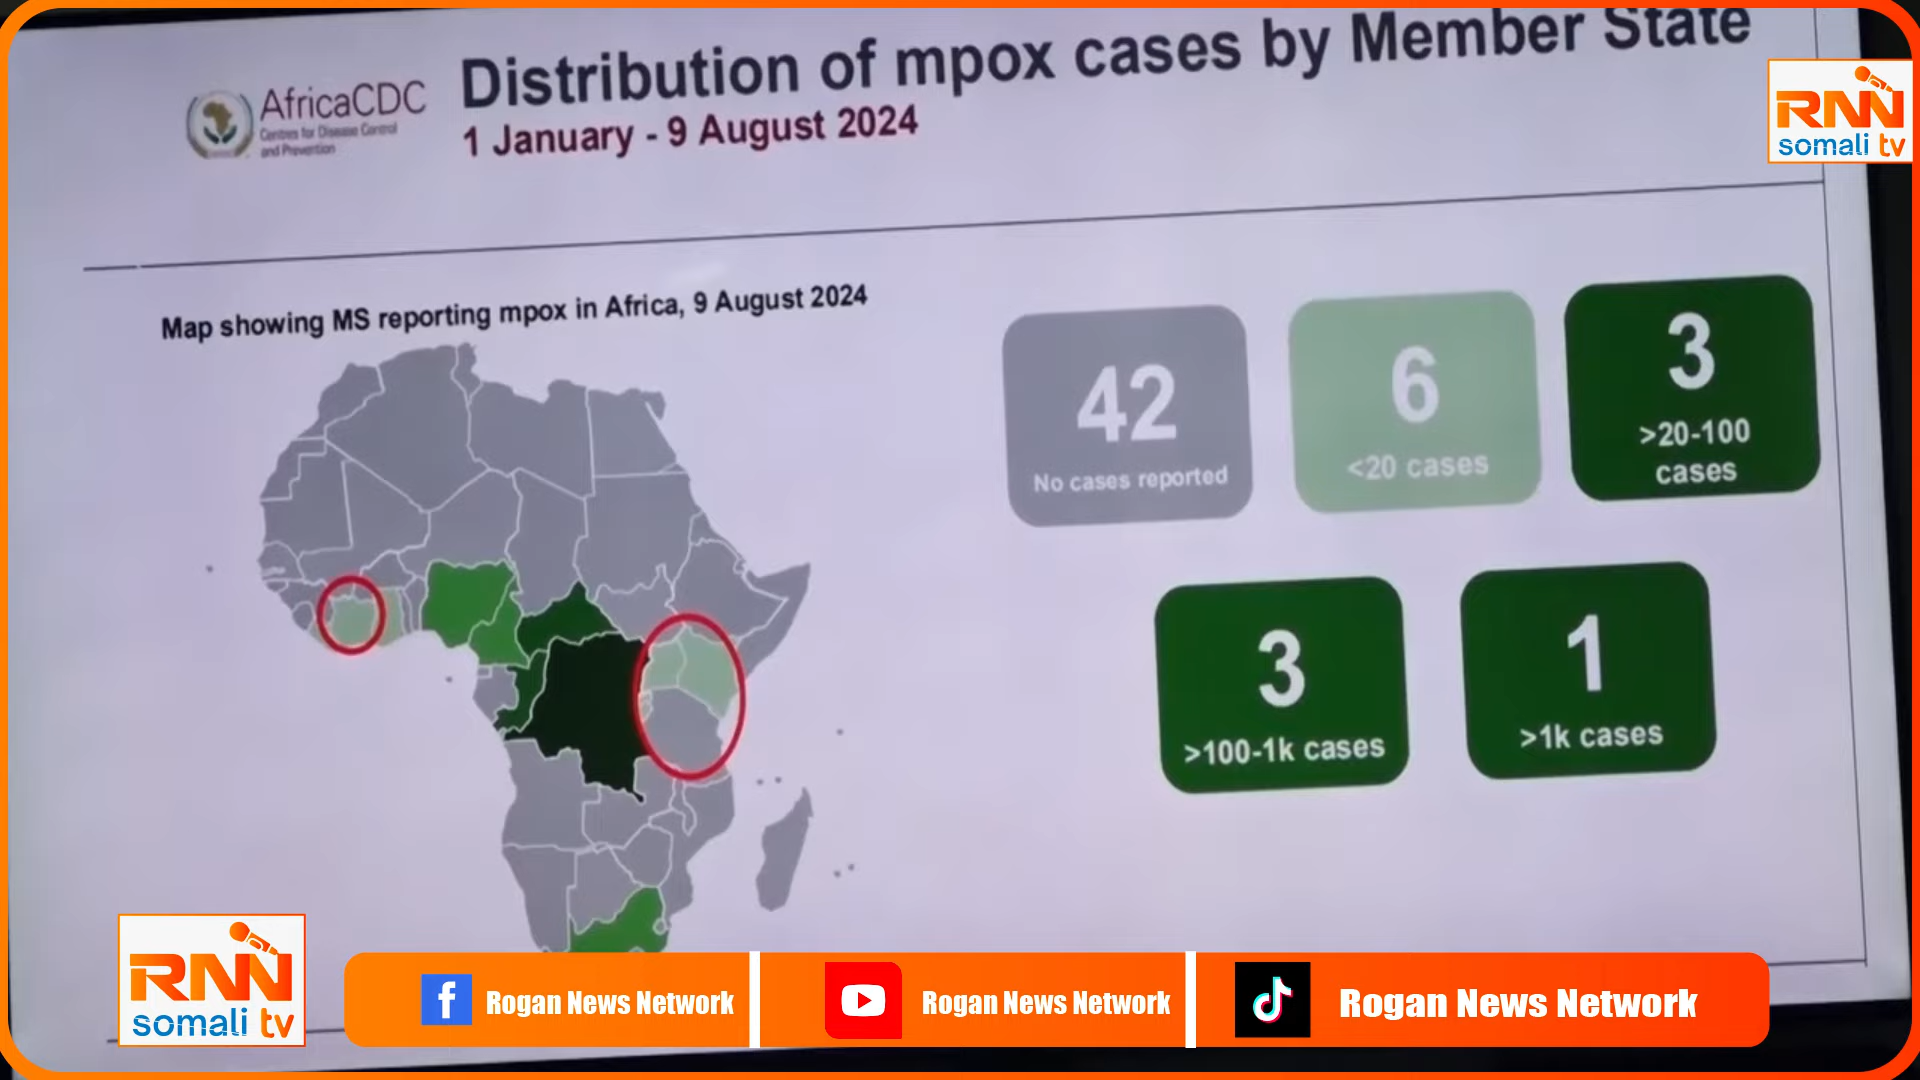 Distribution of mpox cases by Member State
AfricaCDC
Centres for Disease Control
and Prevention
1 January - 9 August 2024
RNN
somali tv
Map showing MS reporting mpox in Africa, 9 August 2024
42
No cases reported
6
<20 cases
3
>20-100
cases
3
>100-1k cases
1
>1k cases
RNN
somali tv
Rogan News Network
Rogan News Network
Rogan News Network